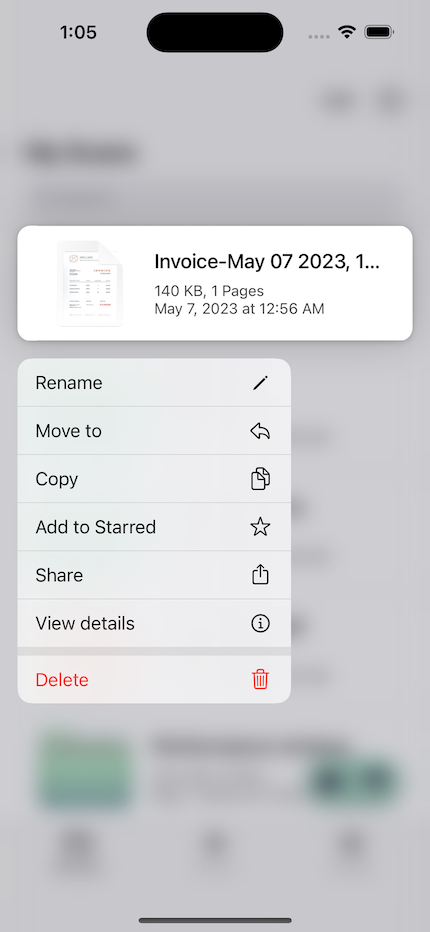 1:05
Invoice-May 07 2023, 1...
140 KB, 1 Pages
May 7, 2023 at 12:56 AM
Rename
Move to
Copy
Add to Starred
Share
View details
Delete